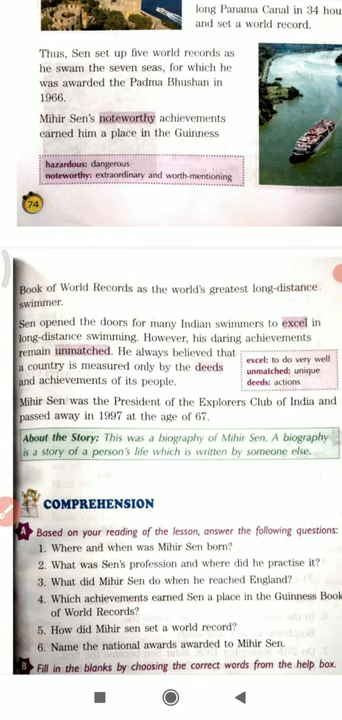 long Panama Canal in 34 hou
and set a world record.
Thus, Sen set up five world records as
he swam the seven seas, for which he
was awarded the Padma Bhushan in
1966.
Mihir Sen's noteworthy achievements
earned him a place in the Guinness
hazardous: dangerous
noteworthy: extraordinary and worth-mentioning
74
Book of World Records as the world's greatest long-distance
swimmer.
Sen opened the doors for many Indian swimmers to excel in
long-distance swimming. However, his daring achievements
remain unmatched. He always believed that
a country is measured only by the deeds
and achievements of its people.
excel: to do very well
unmatched: unique
deeds: actions
Mihir Sen was the President of the Explorers Club of India and
passed away in 1997 at the age of 67.
About the Story: This was a biography of Mihir Sen. A biography
is a story of a person's life which is written by someone else.
COMPREHENSION
A Based on your reading of the lesson, answer the following questions:
1. Where and when was Mihir Sen born?
2. What was Sen's profession and where did he practise it?
3. What did Mihir Sen do when he reached England?
4. Which achievements earned Sen a place in the Guinness Book
of World Records?
5. How did Mihir sen set a world record?
6. Name the national awards awarded to Mihir Sen.
B Fill in the blanks by choosing the correct words from the help box.